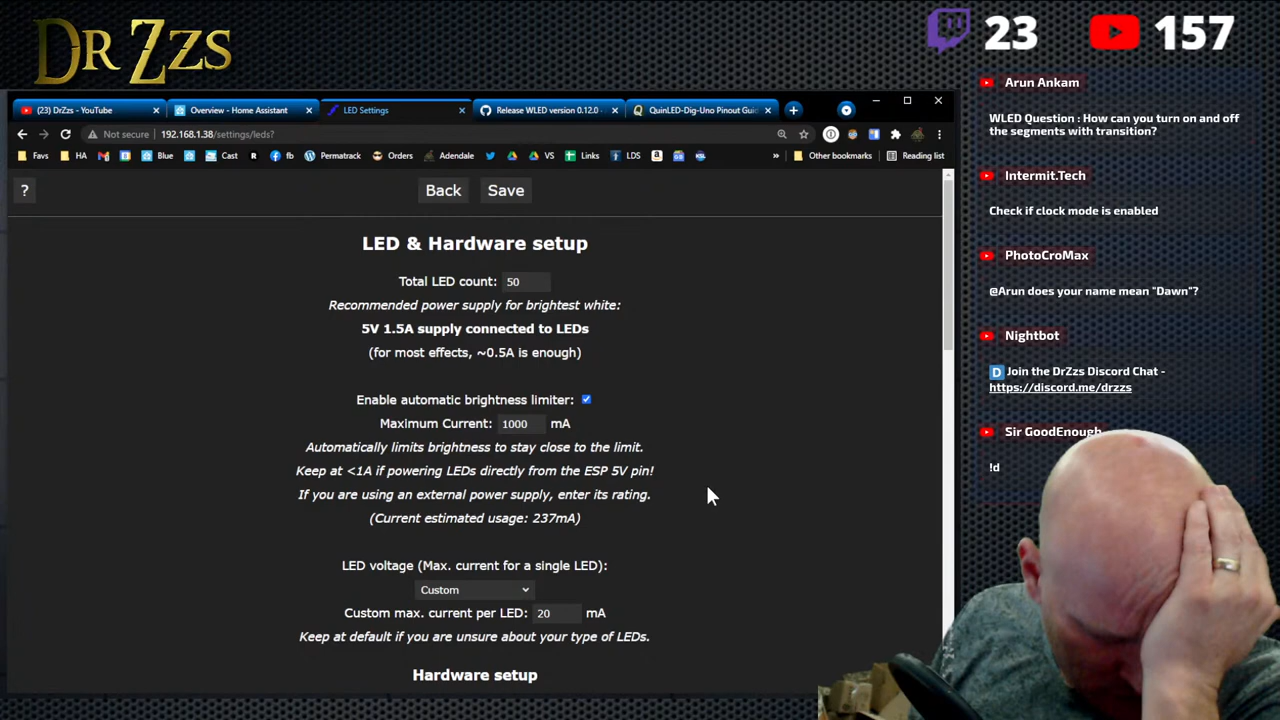 DR ZZS
23
157
(23) DrZzs - YouTube
Overview - Home Assistant
LED Settings
Release WLED version 0.12.0
QuinLED-Dig-Uno Pinout Gui
Not secure
192.168.1.38/settings/leds?
Favs
HA
Blue
Cast
R
fb
Permatrack
Orders
Adendale
VS
Links
LDS
»
Other bookmarks
Reading list
?
Back
Save
LED & Hardware setup
Total LED count: 50
Recommended power supply for brightest white:
5V 1.5A supply connected to LEDs
(for most effects, ~0.5A is enough)
Enable automatic brightness limiter:
Maximum Current: 1000 mA
Automatically limits brightness to stay close to the limit.
Keep at <1A if powering LEDs directly from the ESP 5V pin!
If you are using an external power supply, enter its rating.
(Current estimated usage: 237mA)
LED voltage (Max. current for a single LED):
Custom
Custom max. current per LED: 20 mA
Keep at default if you are unsure about your type of LEDs.
Hardware setup
Arun Ankam
WLED Question : How can you turn on and off
the segments with transition?
Intermit.Tech
Check if clock mode is enabled
PhotoCroMax
@Arun does your name mean "Dawn"?
Nightbot
D Join the DrZzs Discord Chat -
https://discord.me/drzzs
Sir GoodEnough
!d